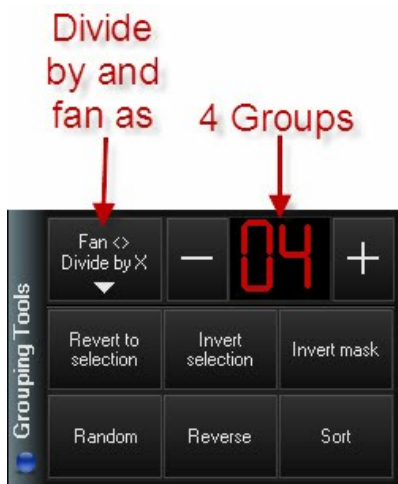 Divide
by and
fan as
4 Groups
Grouping Tools
Fan <>
Divide by X
04
Revert to
selection
Invert
selection
Invert mask
Random
Reverse
Sort